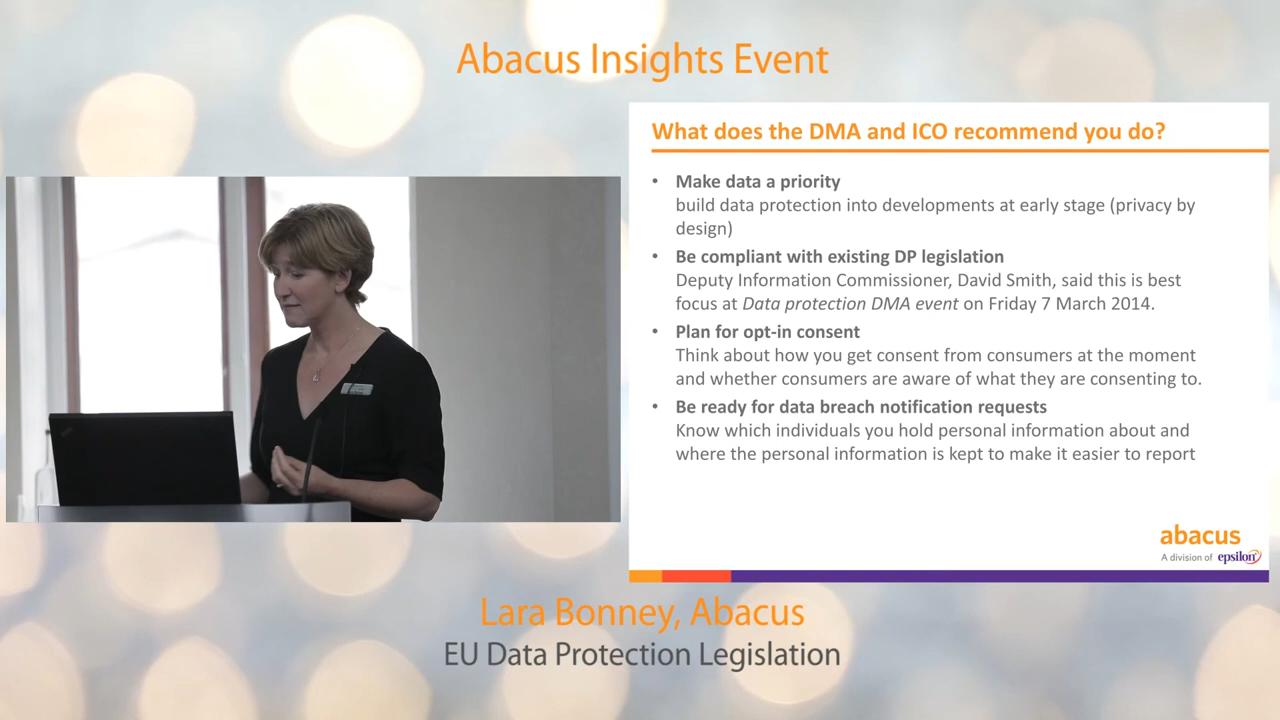 Abacus Insights Event
What does the DMA and ICO recommend you do?
• Make data a priority
build data protection into developments at early stage (privacy by
design)
• Be compliant with existing DP legislation
Deputy Information Commissioner, David Smith, said this is best
focus at Data protection DMA event on Friday 7 March 2014.
• Plan for opt-in consent
Think about how you get consent from consumers at the moment
and whether consumers are aware of what they are consenting to.
• Be ready for data breach notification requests
Know which individuals you hold personal information about and
where the personal information is kept to make it easier to report
abacus
A division of epsilon
Lara Bonney, Abacus
EU Data Protection Legislation